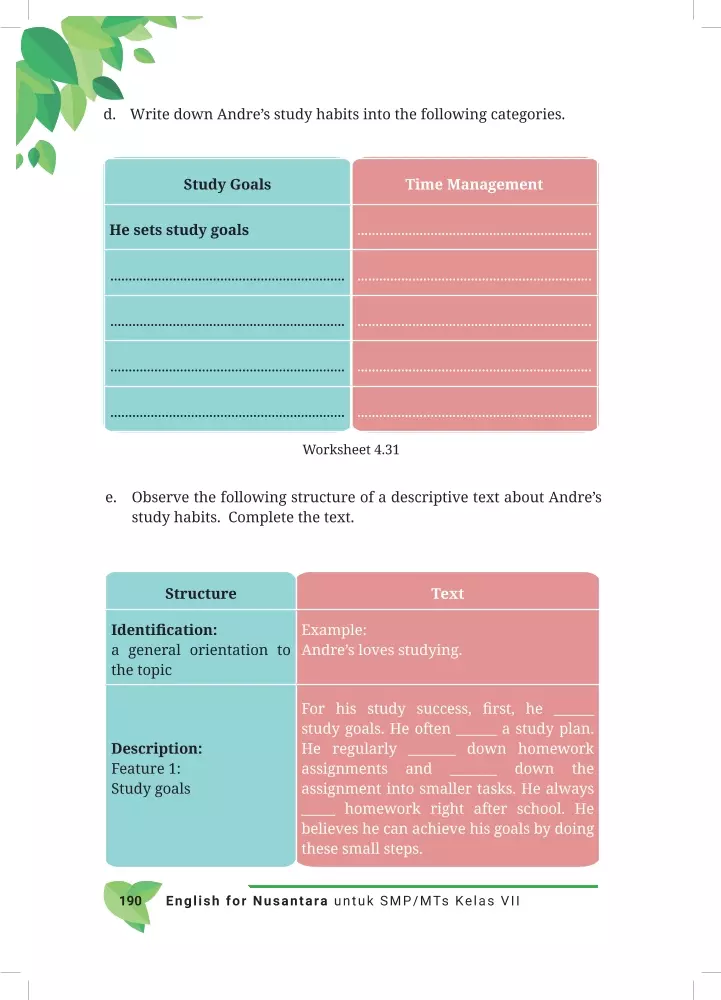 d. Write down Andre's study habits into the following categories.
Study Goals
Time Management
He sets study goals
................................................................
................................................................
................................................................
................................................................
................................................................
................................................................
................................................................
................................................................
................................................................
Worksheet 4.31
e. Observe the following structure of a descriptive text about Andre's
study habits. Complete the text.
Structure
Text
Identification:
a general orientation to
the topic
Example:
Andre's loves studying.
Description:
Feature 1:
Study goals
For his study success, first, he ______
study goals. He often ______ a study plan.
He regularly _______ down homework
assignments and _______ down the
assignment into smaller tasks. He always
_____ homework right after school. He
believes he can achieve his goals by doing
these small steps.
190 English for Nusantara untuk SMP/MTs Kelas VII